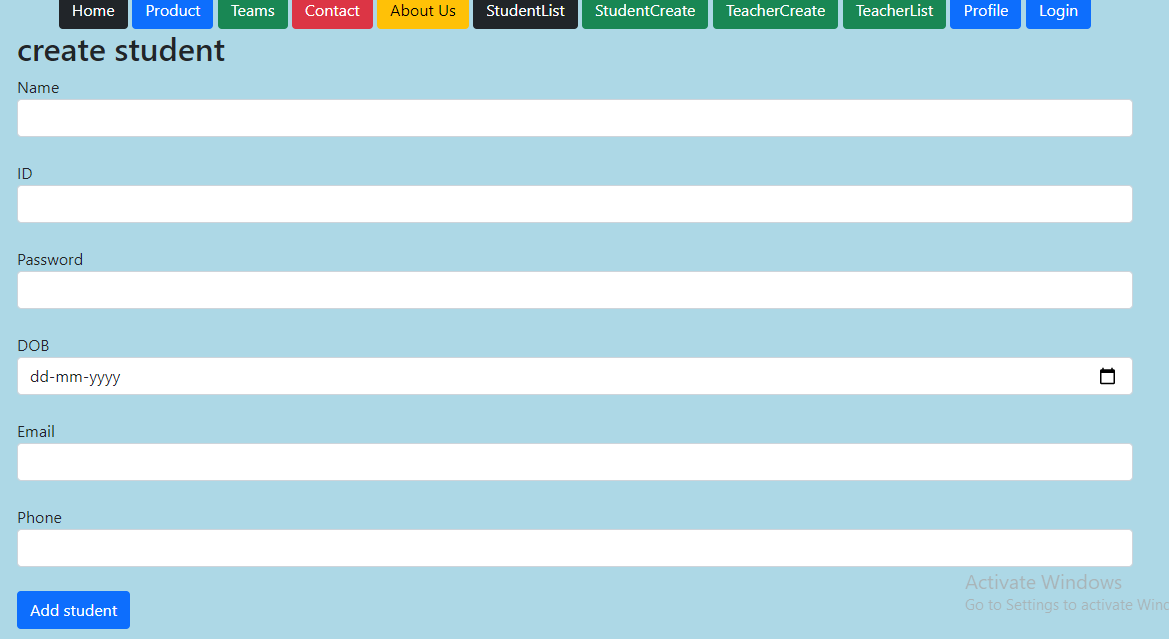 Home Product Teams Contact About Us StudentList StudentCreate TeacherCreate TeacherList Profile Login
create student
Name
ID
Password
DOB
dd-mm-yyyy
Email
Phone
Add student
Activate Windows
Go to Settings to activate Wind